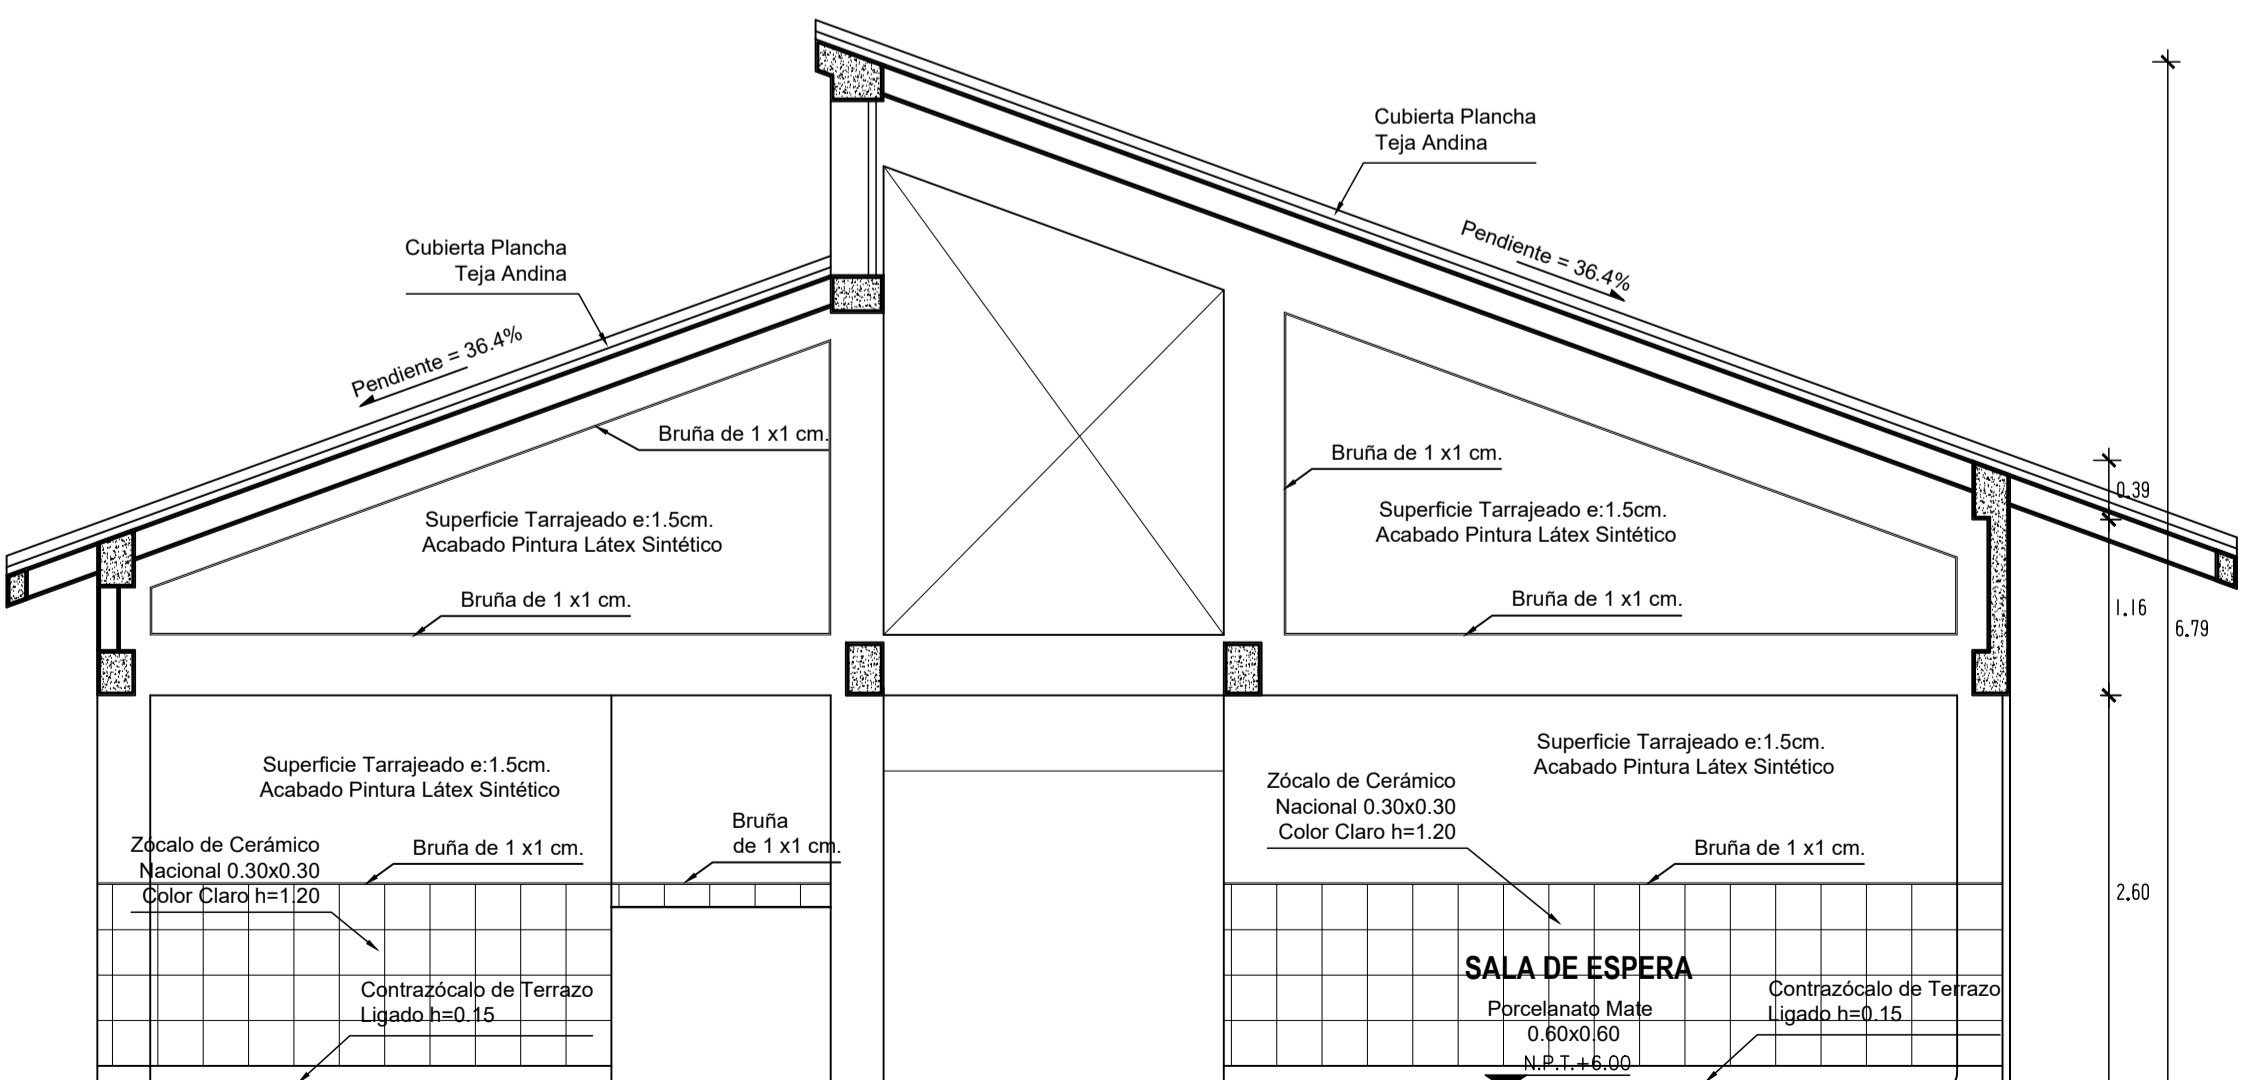 Cubierta Plancha
Teja Andina
Cubierta Plancha
Teja Andina
Pendiente = 36.4%
Pendiente = 36.4%
Bruña de 1 x1 cm.
Bruña de 1 x1 cm.
0.39
Superficie Tarrajeado e:1.5cm.
Acabado Pintura Látex Sintético
Superficie Tarrajeado e:1.5cm.
Acabado Pintura Látex Sintético
Bruña de 1 x1 cm.
Bruña de 1 x1 cm.
1.16
6.79
Superficie Tarrajeado e:1.5cm.
Acabado Pintura Látex Sintético
Superficie Tarrajeado e:1.5cm.
Acabado Pintura Látex Sintético
Zócalo de Cerámico
Nacional 0.30x0.30
Color Claro h=1.20
Bruña
de 1 x1 cm.
Zócalo de Cerámico
Nacional 0.30x0.30
Color Claro h=1.20
Bruña de 1 x1 cm.
Bruña de 1 x1 cm.
2.60
SALA DE ESPERA
Porcelanato Mate
0.60x0.60
N.P.T.+6.00
Contrazócalo de Terrazo
Ligado h=0.15
Contrazócalo de Terrazo
Ligado h=0.15